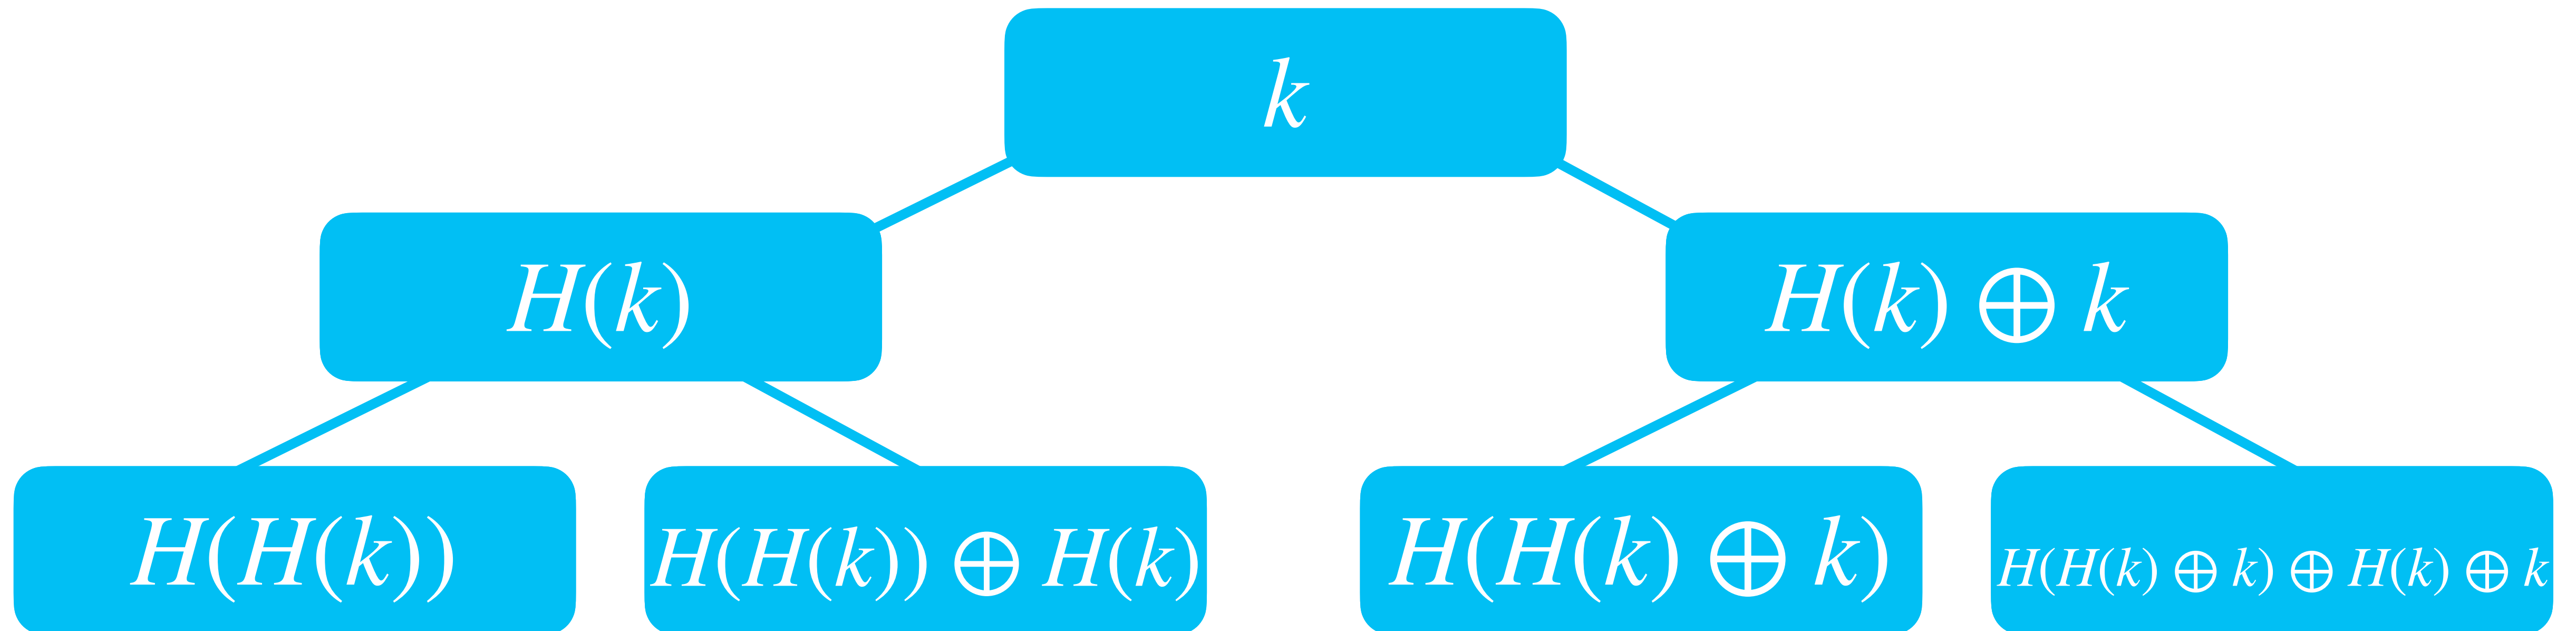 k
H(k)
H(k) ⊕ k
H(H(k))
H(H(k)) ⊕ H(k)
H(H(k) ⊕ k)
H(H(k) ⊕ k) ⊕ H(k) ⊕ k